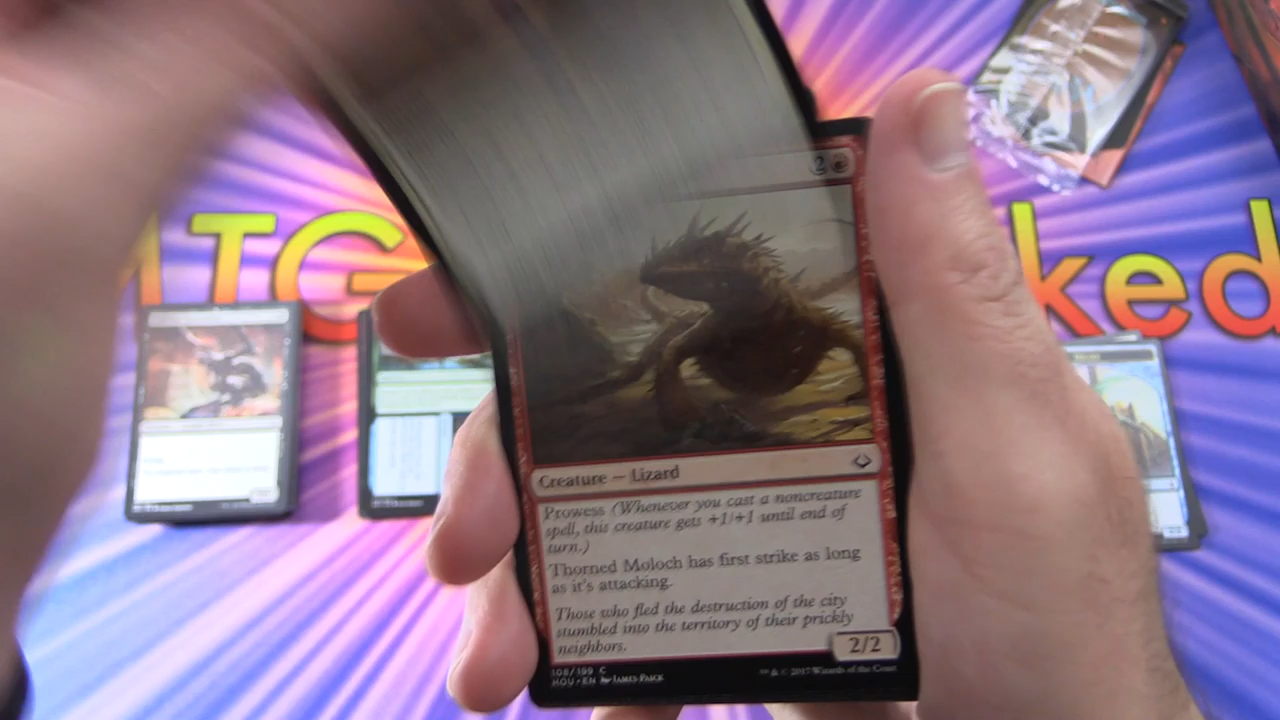 TG
ked
2
Creature — Lizard
Prowess (Whenever you cast a noncreature
spell, this creature gets +1/+1 until end of
turn.)
Thorned Moloch has first strike as long
as it's attacking.
Those who fled the destruction of the city
stumbled into the territory of their prickly
neighbors.
2/2
108/199 C
HOU • EN James Paick
™ & © 2017 Wizards of the Coast